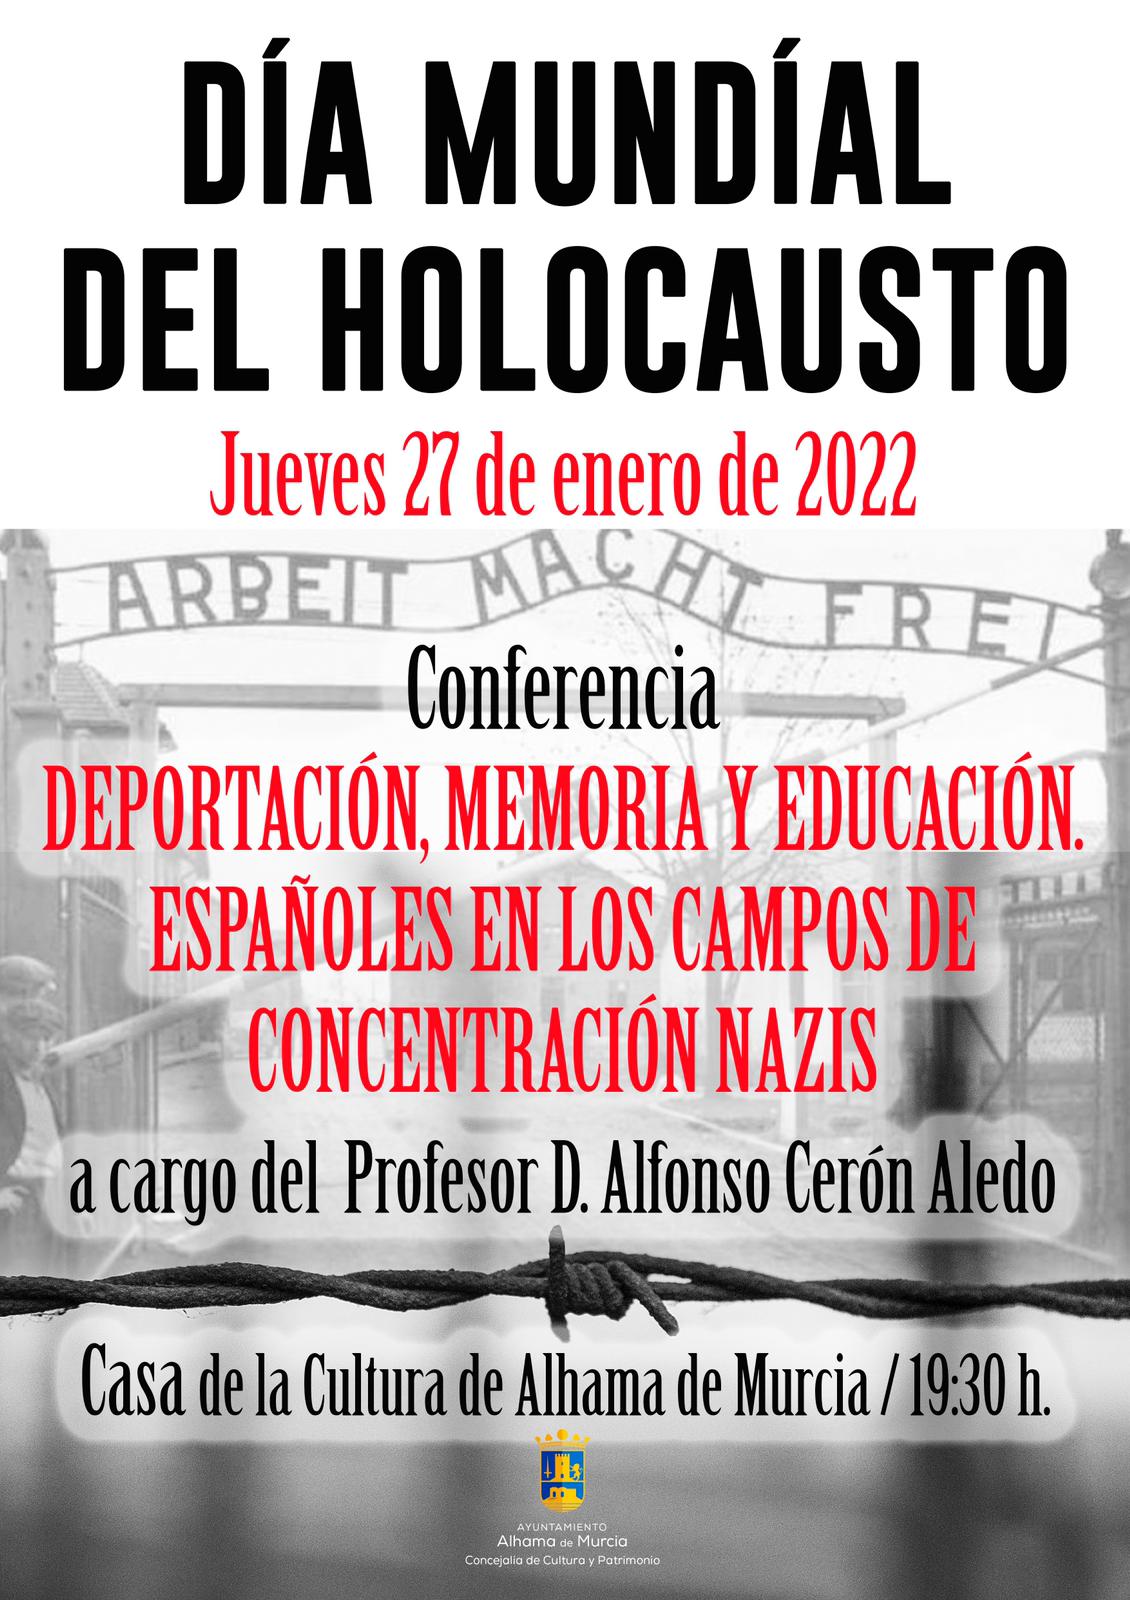 DÍA MUNDÍAL
DEL HOLOCAUSTO
Jueves 27 de enero de 2022
ARBEIT MACHT FREI
Conferencia
DEPORTACIÓN, MEMORIA Y EDUCACIÓN.
ESPAÑOLES EN LOS CAMPOS DE
CONCENTRACIÓN NAZIS
a cargo del Profesor D. Alfonso Cerón Aledo
Casa de la Cultura de Alhama de Murcia / 19:30 h.
AYUNTAMIENTO
Alhama de Murcia
Concejalía de Cultura y Patrimonio